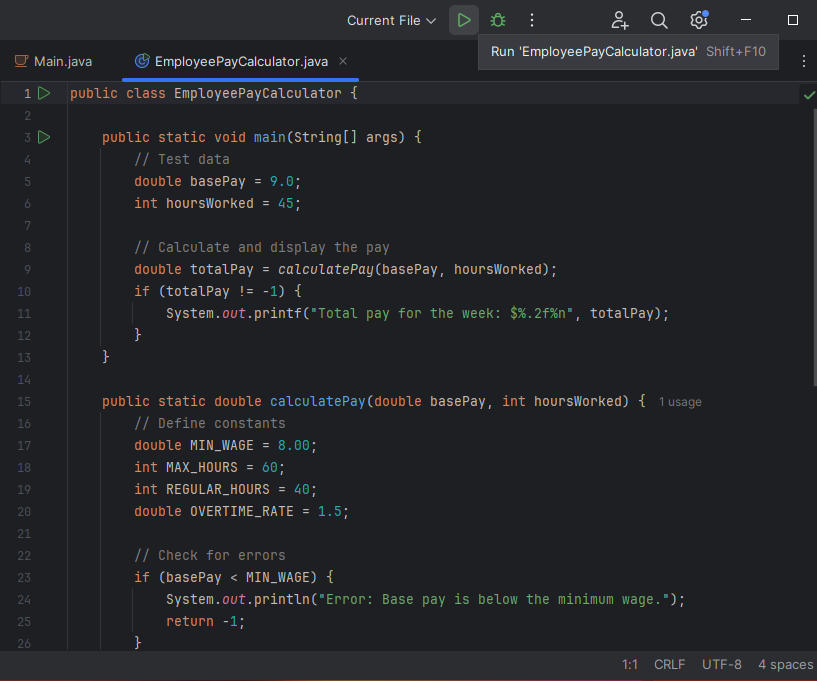 Current File
Run 'EmployeePayCalculator.java' Shift+F10
Main.java
EmployeePayCalculator.java
1 public class EmployeePayCalculator {
2
3     public static void main(String[] args) {
4         // Test data
5         double basePay = 9.0;
6         int hoursWorked = 45;
7
8         // Calculate and display the pay
9         double totalPay = calculatePay(basePay, hoursWorked);
10         if (totalPay != -1) {
11             System.out.printf("Total pay for the week: $%.2f%n", totalPay);
12         }
13     }
14
15     public static double calculatePay(double basePay, int hoursWorked) { 1 usage
16         // Define constants
17         double MIN_WAGE = 8.00;
18         int MAX_HOURS = 60;
19         int REGULAR_HOURS = 40;
20         double OVERTIME_RATE = 1.5;
21
22         // Check for errors
23         if (basePay < MIN_WAGE) {
24             System.out.println("Error: Base pay is below the minimum wage.");
25             return -1;
26         }
1:1 CRLF UTF-8 4 spaces